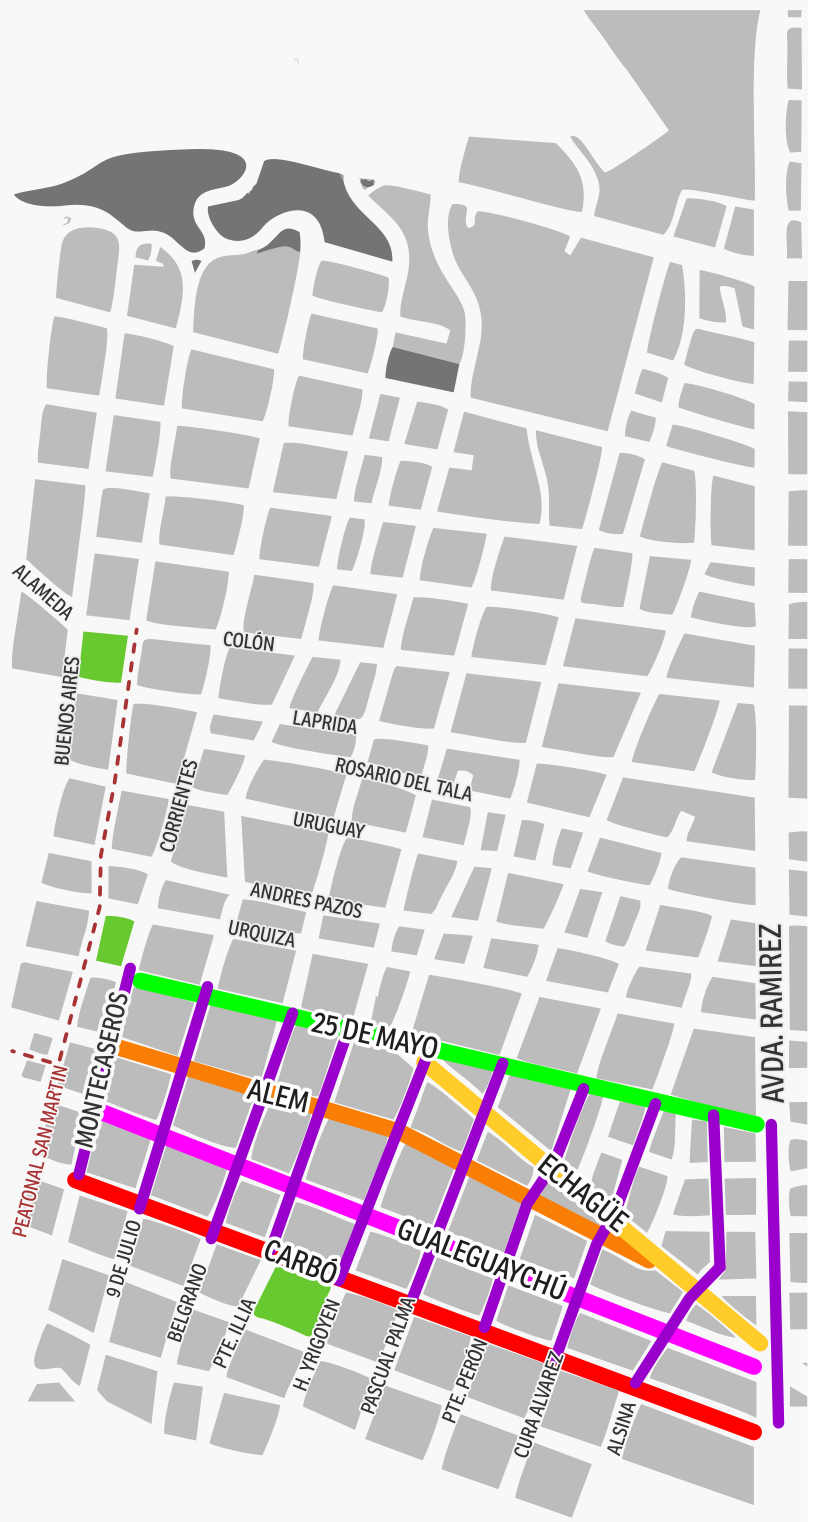 ALAMEDA
COLÓN
BUENOS AIRES
LAPRIDA
CORRIENTES
ROSARIO DEL TALA
URUGUAY
ANDRES PAZOS
URQUIZA
AVDA. RAMIREZ
25 DE MAYO
MONTECASEROS
ALEM
PEATONAL SAN MARTIN
ECHAGÜE
GUALEGUAYCHÚ
CARBÓ
9 DE JULIO
BELGRANO
PTE. ILLIA
H. YRIGOYEN
PASCUAL PALMA
PTE. PERÓN
CURA ALVAREZ
ALSINA